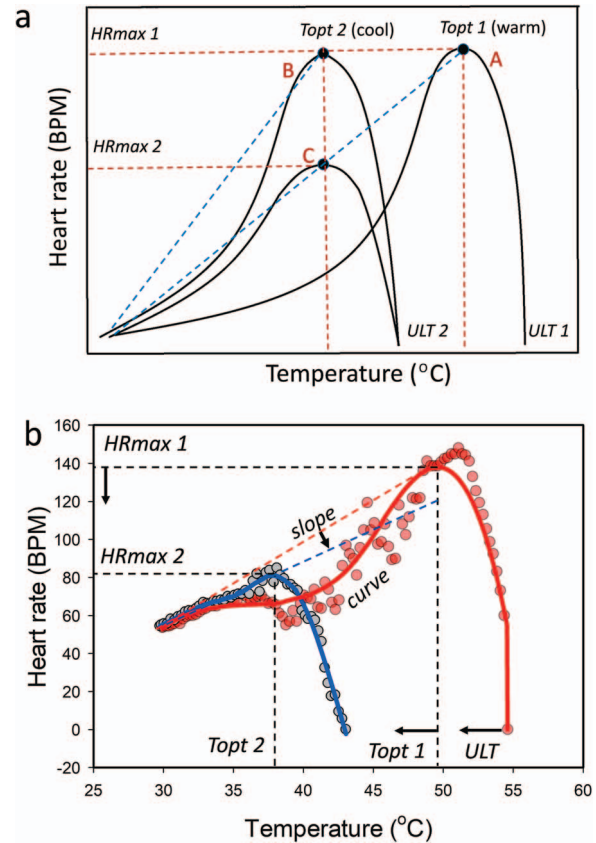 a
HRmax 1
Topt 2 (cool)
Topt 1 (warm)
B
A
HRmax 2
C
Heart rate (BPM)
ULT 2
ULT 1
Temperature (°C)
b
160
140
120
100
80
60
40
20
0
-20
HRmax 1
slope
HRmax 2
curve
Heart rate (BPM)
Topt 2
Topt 1
ULT
25
30
35
40
45
50
55
60
Temperature (°C)